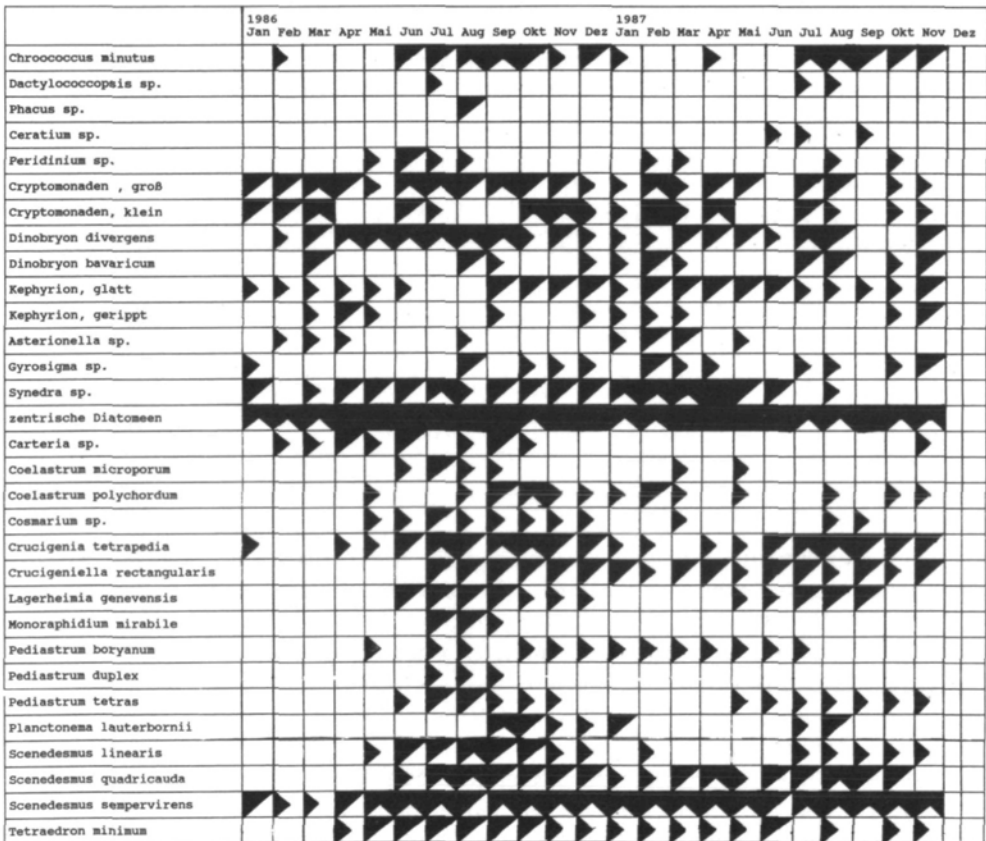 1986 1987
Jan Feb Mar Apr Mai Jun Jul Aug Sep Okt Nov Dez Jan Feb Mar Apr Mai Jun Jul Aug Sep Okt Nov Dez
Chroococcus minutus
Dactylococcopsis sp.
Phacus sp.
Ceratium sp.
Peridinium sp.
Cryptomonaden , groß
Cryptomonaden, klein
Dinobryon divergens
Dinobryon bavaricum
Kephyrion, glatt
Kephyrion, gerippt
Asterionella sp.
Gyrosigma sp.
Synedra sp.
zentrische Diatomeen
Carteria sp.
Coelastrum microporum
Coelastrum polychordum
Cosmarium sp.
Crucigenia tetrapedia
Crucigeniella rectangularis
Lagerheimia genevensis
Monoraphidium mirabile
Pediastrum boryanum
Pediastrum duplex
Pediastrum tetras
Planctonema lauterbornii
Scenedesmus linearis
Scenedesmus quadricauda
Scenedesmus sempervirens
Tetraedron minimum